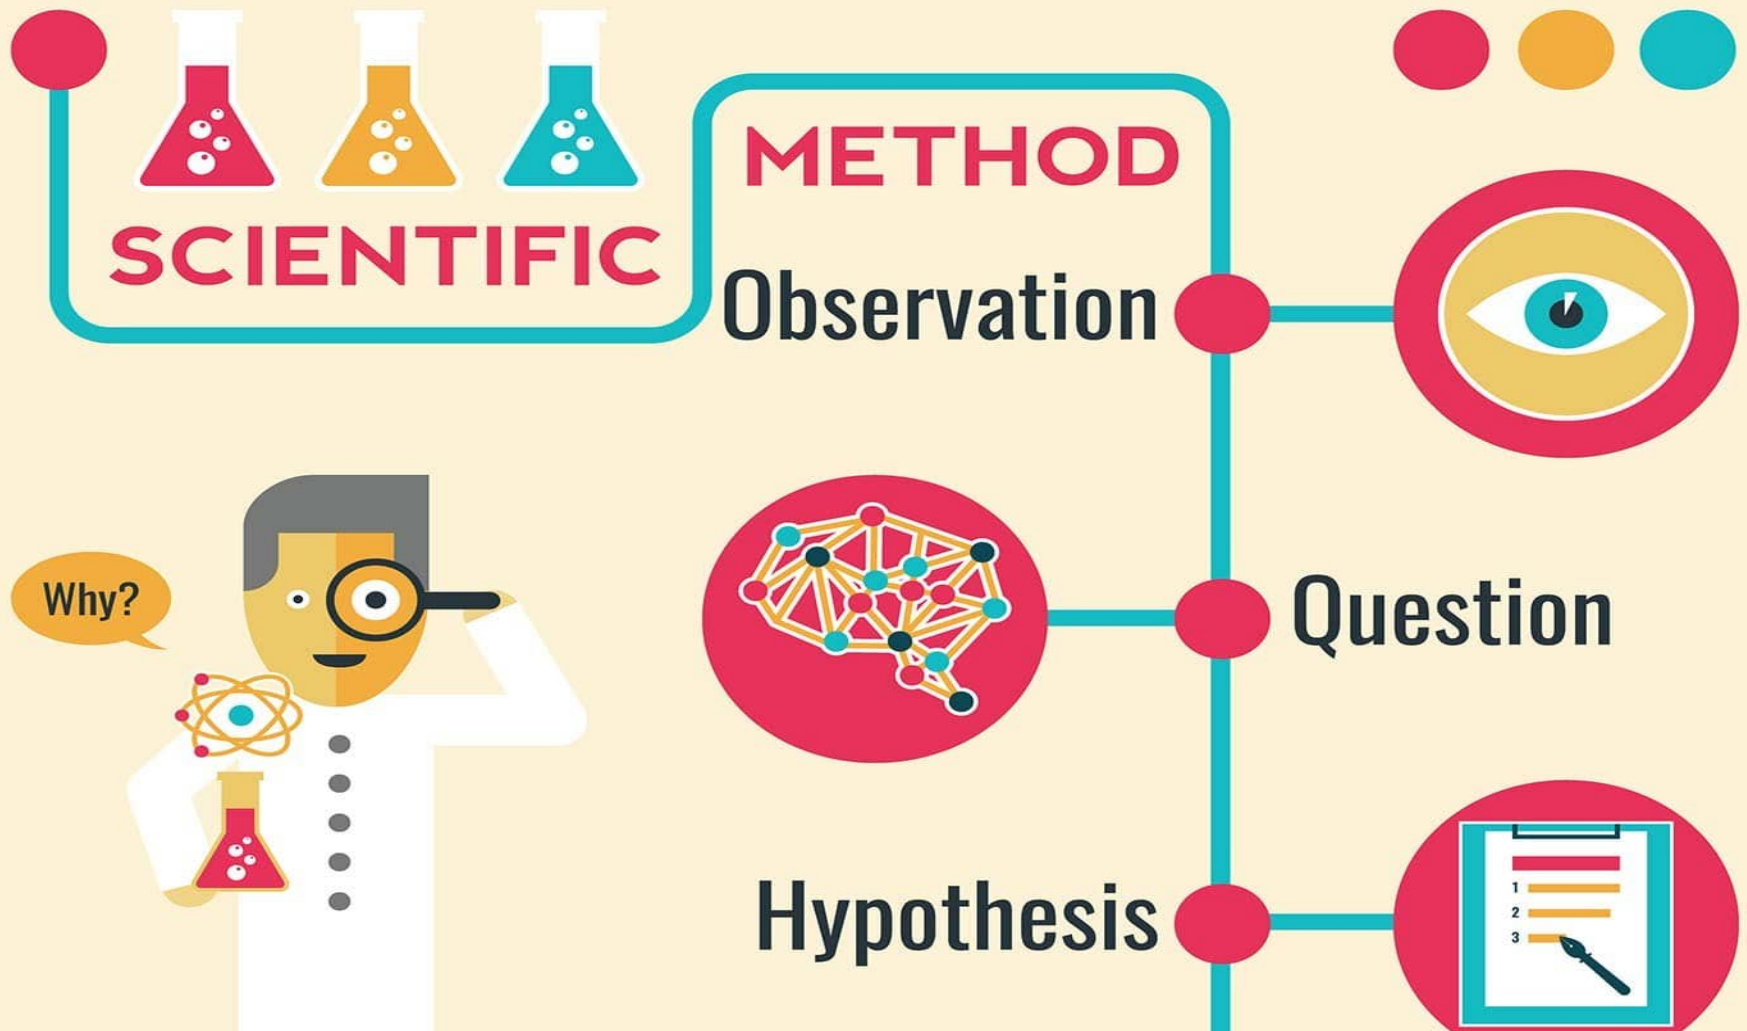 SCIENTIFIC
METHOD
Observation
Why?
Question
Hypothesis
1
2
3